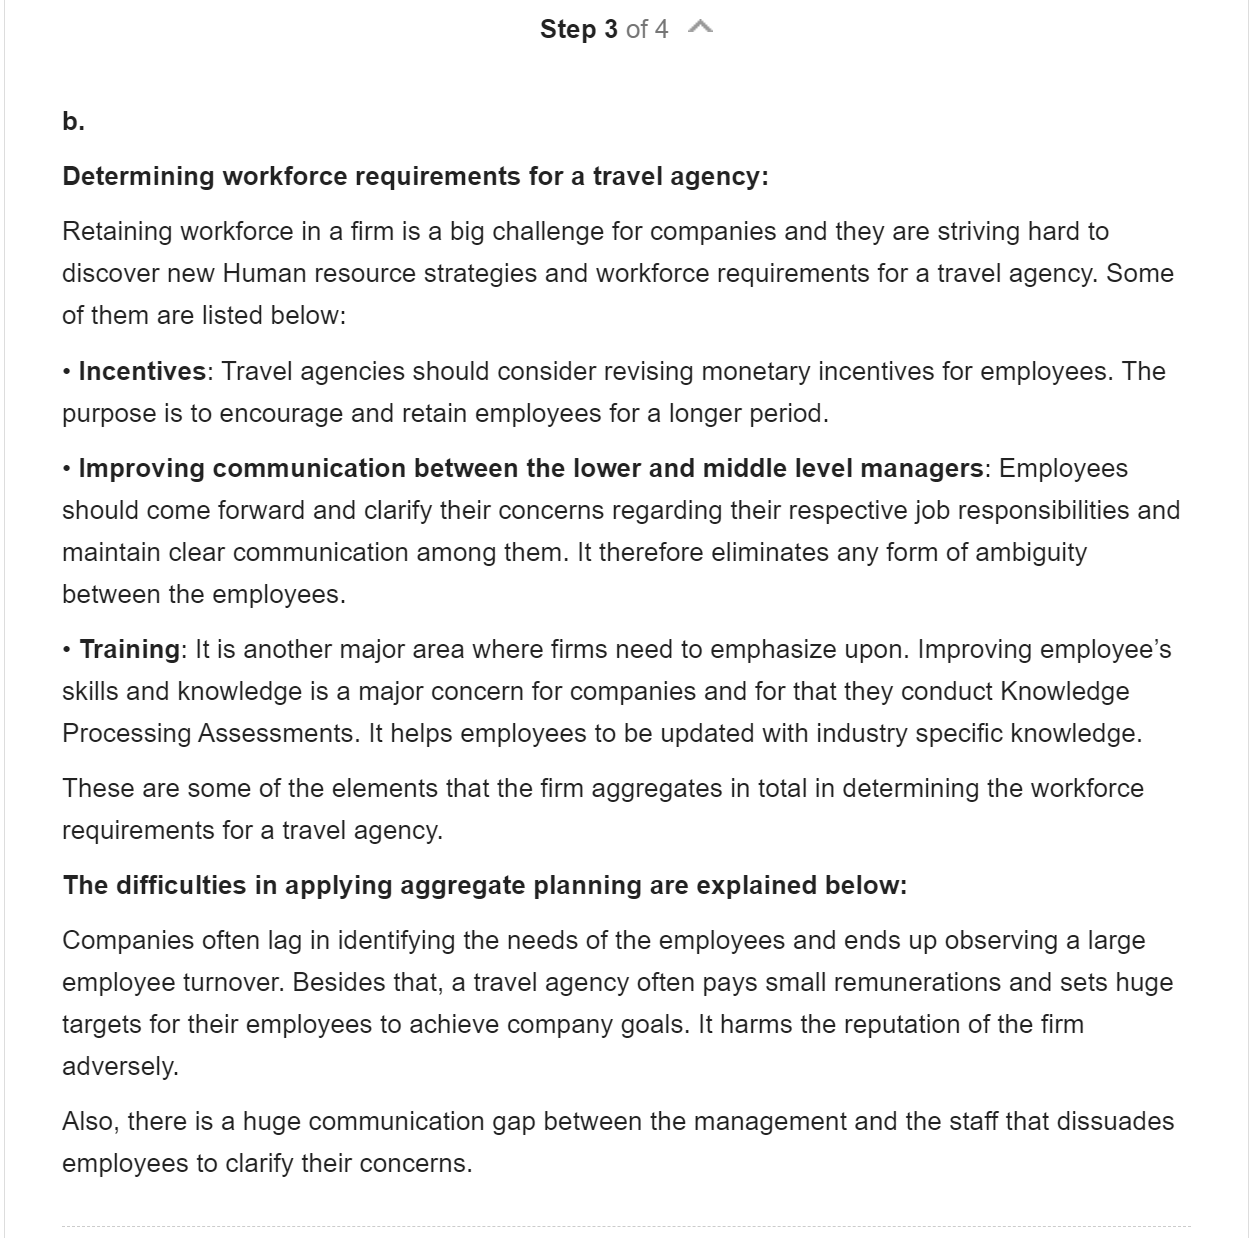 Step 3 of 4
b.
Determining workforce requirements for a travel agency:
Retaining workforce in a firm is a big challenge for companies and they are striving hard to
discover new Human resource strategies and workforce requirements for a travel agency. Some
of them are listed below:
• Incentives: Travel agencies should consider revising monetary incentives for employees. The
purpose is to encourage and retain employees for a longer period.
• Improving communication between the lower and middle level managers: Employees
should come forward and clarify their concerns regarding their respective job responsibilities and
maintain clear communication among them. It therefore eliminates any form of ambiguity
between the employees.
• Training: It is another major area where firms need to emphasize upon. Improving employee’s
skills and knowledge is a major concern for companies and for that they conduct Knowledge
Processing Assessments. It helps employees to be updated with industry specific knowledge.
These are some of the elements that the firm aggregates in total in determining the workforce
requirements for a travel agency.
The difficulties in applying aggregate planning are explained below:
Companies often lag in identifying the needs of the employees and ends up observing a large
employee turnover. Besides that, a travel agency often pays small remunerations and sets huge
targets for their employees to achieve company goals. It harms the reputation of the firm
adversely.
Also, there is a huge communication gap between the management and the staff that dissuades
employees to clarify their concerns.